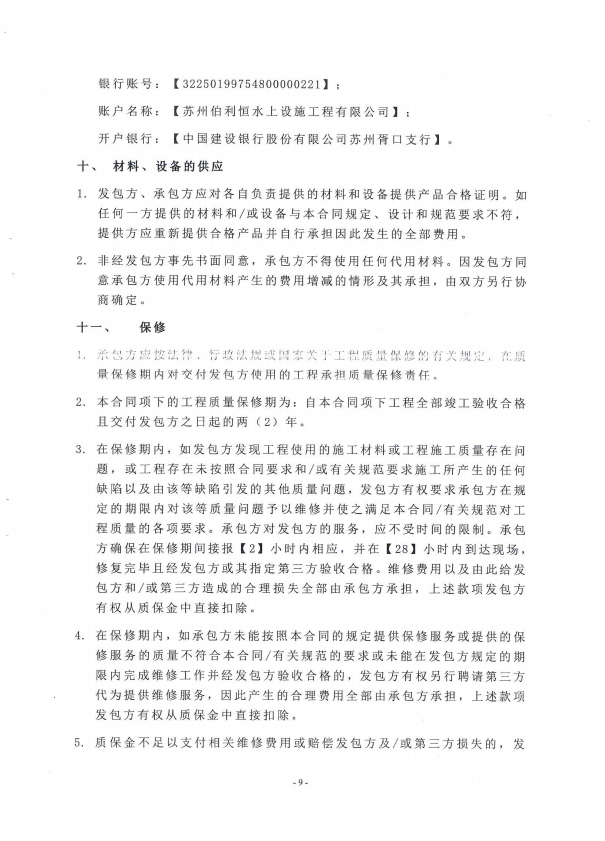 银行账号：【32250199754800000221】；
账户名称：【苏州伯利恒水上设施工程有限公司】；
开户银行：【中国建设银行股份有限公司苏州胥口支行】。
十、 材料、设备的供应
1. 发包方、承包方应对各自负责提供的材料和设备提供产品合格证明。如
任何一方提供的材料和/或设备与本合同规定、设计和规范要求不符，
提供方应重新提供合格产品并自行承担因此发生的全部费用。
2. 非经发包方事先书面同意，承包方不得使用任何代用材料。因发包方同
意承包方使用代用材料产生的费用增减的情形及其承担，由双方另行协
商确定。
十一、 保修
1. 承包方应按法律、行政法规或国家关于工程质量保修的有关规定，在质
量保修期内对交付发包方使用的工程承担质量保修责任。
2. 本合同项下的工程质量保修期为：自本合同项下工程全部竣工验收合格
且交付发包方之日起的两（2）年。
3. 在保修期内，如发包方发现工程使用的施工材料或工程施工质量存在问
题，或工程存在未按照合同要求和/或有关规范要求施工所产生的任何
缺陷以及由该等缺陷引发的其他质量问题，发包方有权要求承包方在规
定的期限内对该等质量问题予以维修并使之满足本合同/有关规范对工
程质量的各项要求。承包方对发包方的服务，应不受时间的限制。承包
方确保在保修期间接报【2】小时内相应，并在【28】小时内到达现场，
修复完毕且经发包方或其指定第三方验收合格。维修费用以及由此给发
包方和/或第三方造成的合理损失全部由承包方承担，上述款项发包方
有权从质保金中直接扣除。
4. 在保修期内，如承包方未能按照本合同的规定提供保修服务或提供的保
修服务的质量不符合本合同/有关规范的要求或未能在发包方规定的期
限内完成维修工作并经发包方验收合格的，发包方有权另行聘请第三方
代为提供维修服务，因此产生的合理费用全部由承包方承担，上述款项
发包方有权从质保金中直接扣除。
5. 质保金不足以支付相关维修费用或赔偿发包方及/或第三方损失的，发
-9-